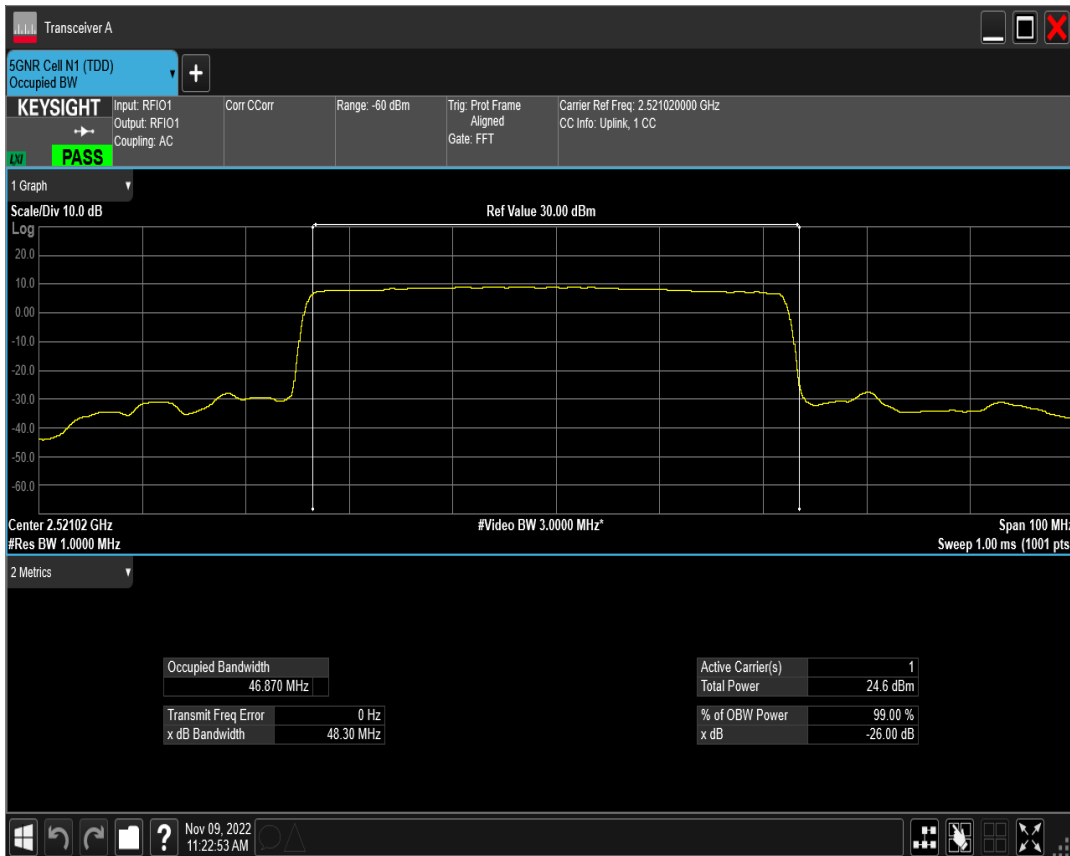 Transceiver A
5GNR Cell N1 (TDD)
Occupied BW
+
KEYSIGHT
LXI
PASS
Input: RFIO1
Output: RFIO1
Coupling: AC
Corr CCorr
Range: -60 dBm
Trig: Prot Frame
Aligned
Gate: FFT
Carrier Ref Freq: 2.521020000 GHz
CC Info: Uplink, 1 CC
1 Graph
Scale/Div 10.0 dB
Ref Value 30.00 dBm
Log
20.0
10.0
0.00
-10.0
-20.0
-30.0
-40.0
-50.0
-60.0
Center 2.52102 GHz
#Video BW 3.0000 MHz*
Span 100 MHz
#Res BW 1.0000 MHz
Sweep 1.00 ms (1001 pts
2 Metrics
Occupied Bandwidth
46.870 MHz
Transmit Freq Error 0 Hz
x dB Bandwidth 48.30 MHz
Active Carrier(s) 1
Total Power 24.6 dBm
% of OBW Power 99.00 %
x dB -26.00 dB
?
Nov 09, 2022
11:22:53 AM